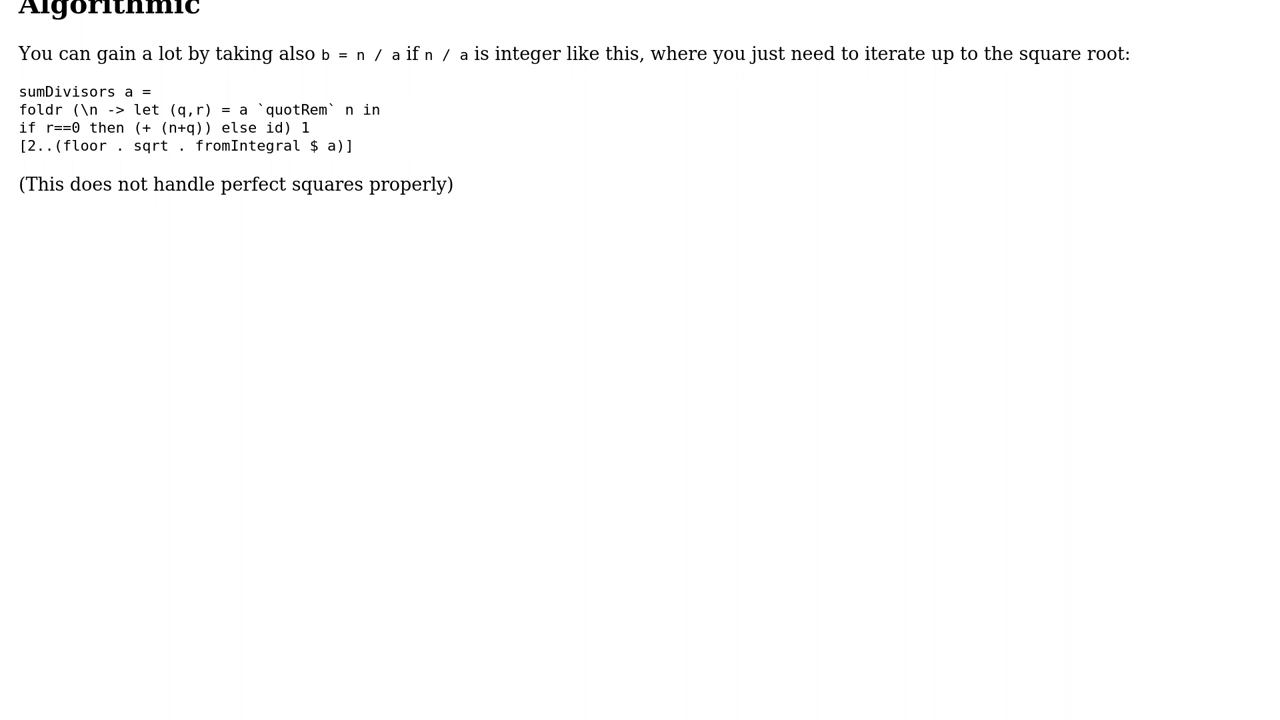 Algorithmic
You can gain a lot by taking also b = n / a if n / a is integer like this, where you just need to iterate up to the square root:
sumDivisors a =
foldr (\n -> let (q,r) = a `quotRem` n in
if r==0 then (+ (n+q)) else id) 1
[2..(floor . sqrt . fromIntegral $ a)]
(This does not handle perfect squares properly)